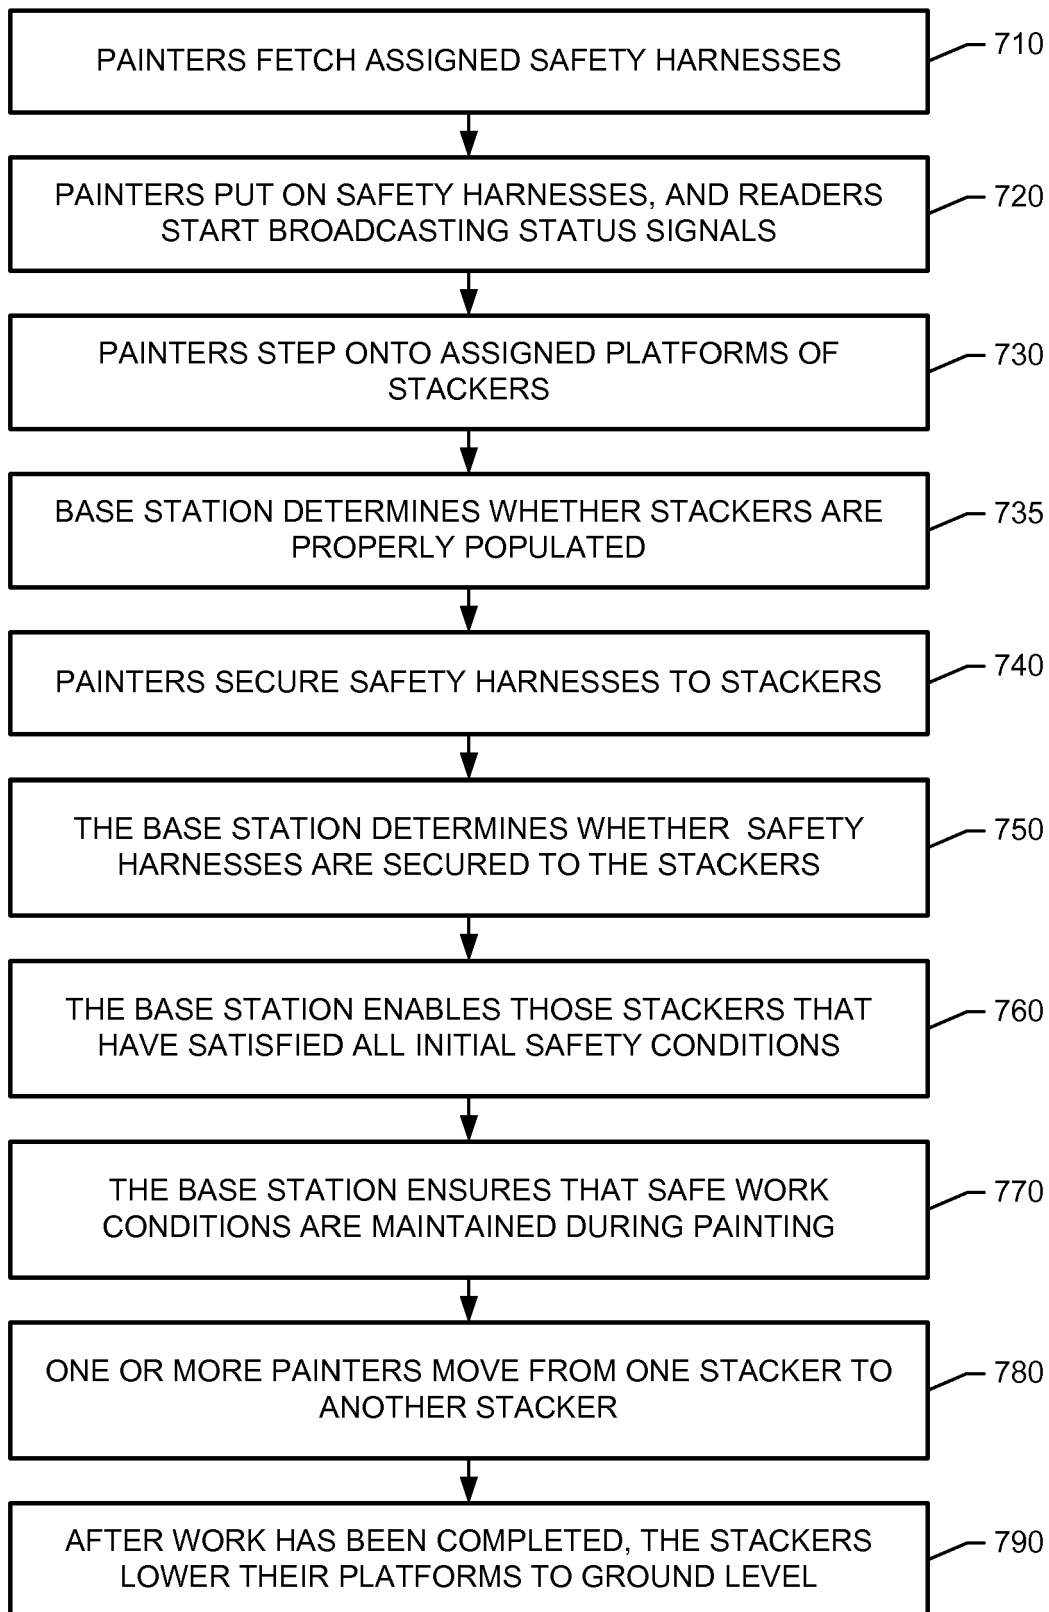 PAINTERS FETCH ASSIGNED SAFETY HARNESSES
710
PAINTERS PUT ON SAFETY HARNESSES, AND READERS
START BROADCASTING STATUS SIGNALS
720
PAINTERS STEP ONTO ASSIGNED PLATFORMS OF
STACKERS
730
BASE STATION DETERMINES WHETHER STACKERS ARE
PROPERLY POPULATED
735
PAINTERS SECURE SAFETY HARNESSES TO STACKERS
740
THE BASE STATION DETERMINES WHETHER SAFETY
HARNESSES ARE SECURED TO THE STACKERS
750
THE BASE STATION ENABLES THOSE STACKERS THAT
HAVE SATISFIED ALL INITIAL SAFETY CONDITIONS
760
THE BASE STATION ENSURES THAT SAFE WORK
CONDITIONS ARE MAINTAINED DURING PAINTING
770
ONE OR MORE PAINTERS MOVE FROM ONE STACKER TO
ANOTHER STACKER
780
AFTER WORK HAS BEEN COMPLETED, THE STACKERS
LOWER THEIR PLATFORMS TO GROUND LEVEL
790